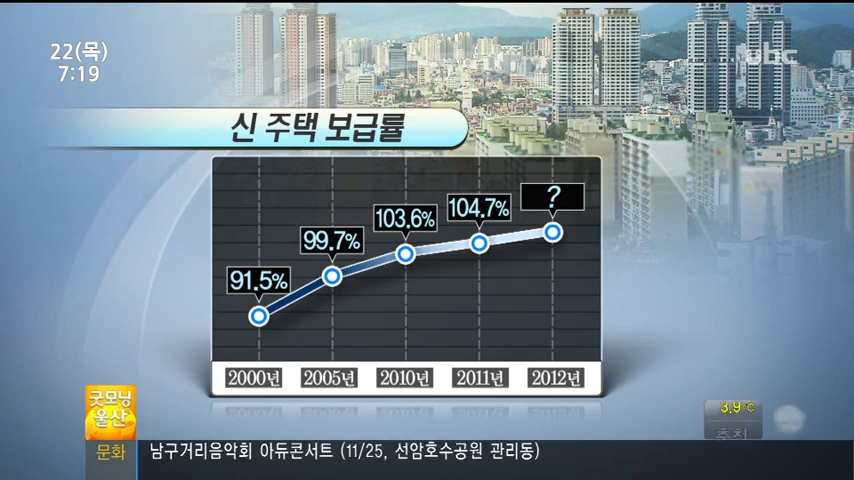 22(목)
7:19
ubc
신 주택 보급률
91.5%
99.7%
103.6%
104.7%
?
2000년
2005년
2010년
2011년
2012년
굿모닝
울산
3.9℃
문화
남구거리음악회 아듀콘서트 (11/25, 선암호수공원 관리동)